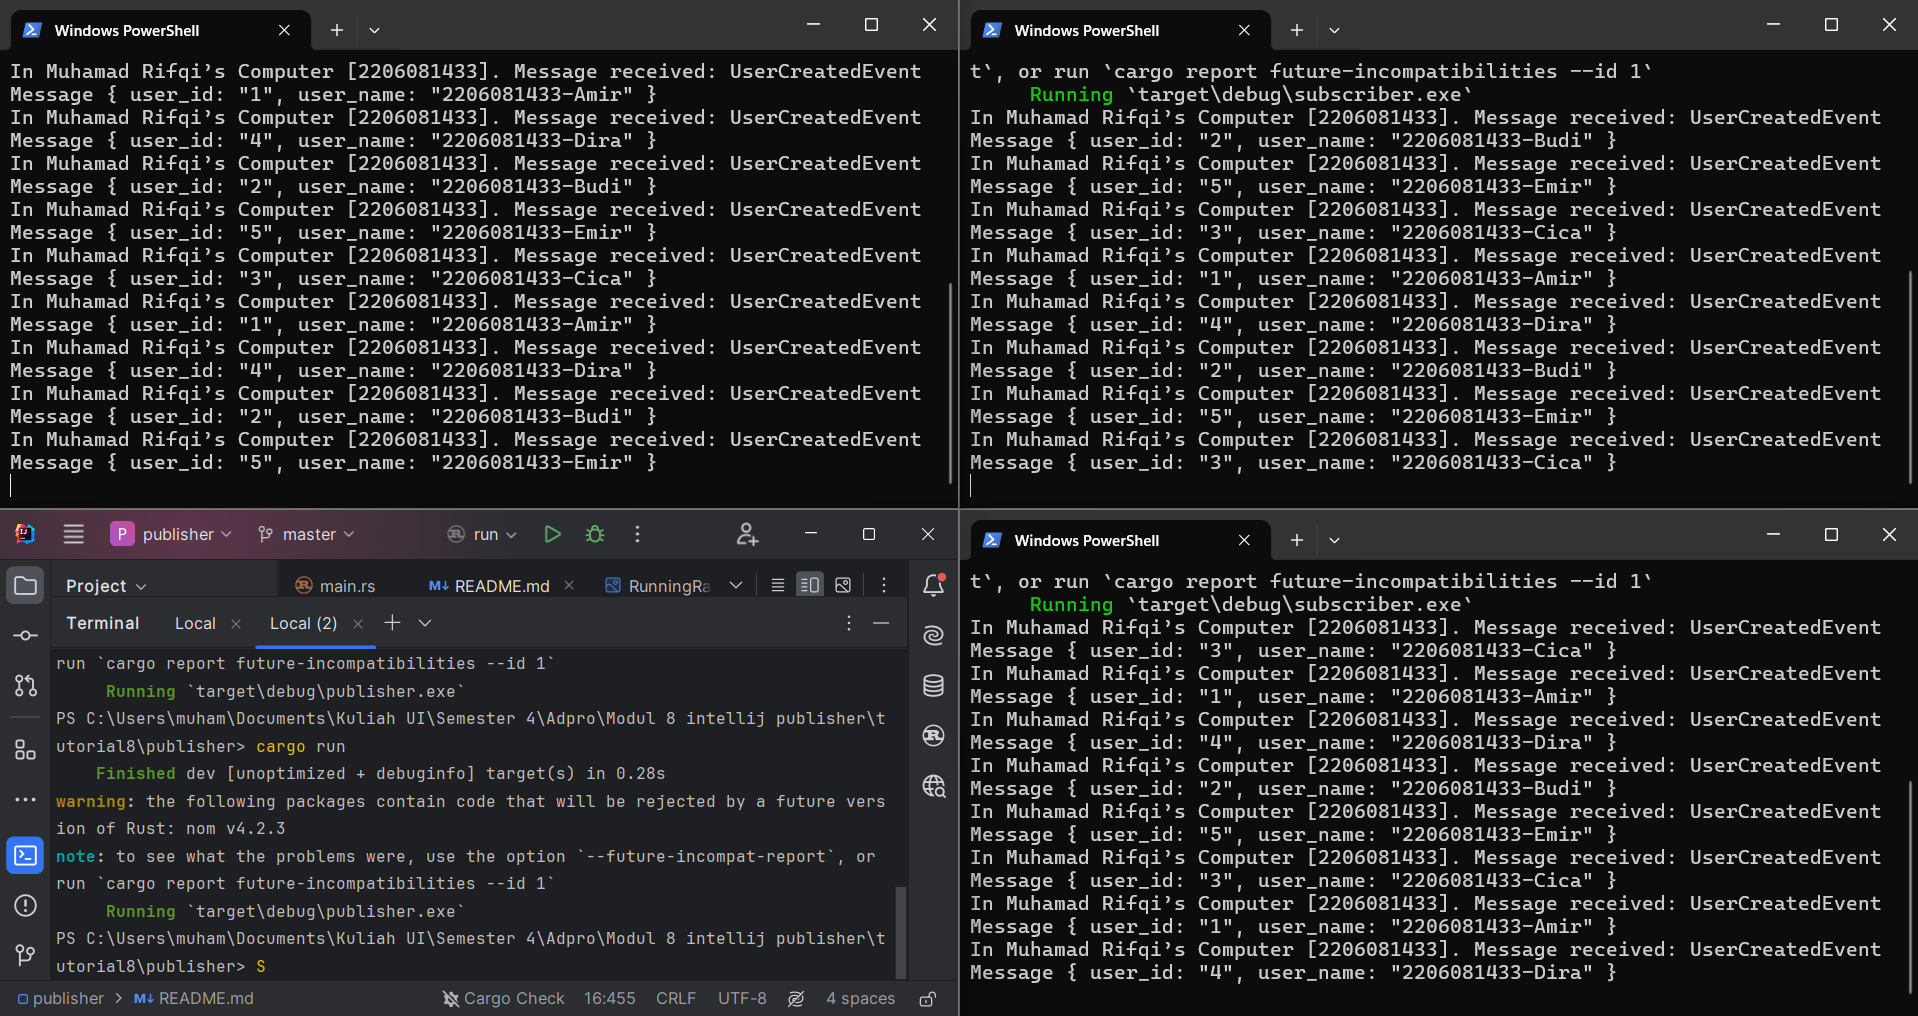 Windows PowerShell
In Muhamad Rifqi’s Computer [2206081433]. Message received: UserCreatedEvent
Message { user_id: "1", user_name: "2206081433-Amir" }
In Muhamad Rifqi’s Computer [2206081433]. Message received: UserCreatedEvent
Message { user_id: "4", user_name: "2206081433-Dira" }
In Muhamad Rifqi’s Computer [2206081433]. Message received: UserCreatedEvent
Message { user_id: "2", user_name: "2206081433-Budi" }
In Muhamad Rifqi’s Computer [2206081433]. Message received: UserCreatedEvent
Message { user_id: "5", user_name: "2206081433-Emir" }
In Muhamad Rifqi’s Computer [2206081433]. Message received: UserCreatedEvent
Message { user_id: "3", user_name: "2206081433-Cica" }
In Muhamad Rifqi’s Computer [2206081433]. Message received: UserCreatedEvent
Message { user_id: "1", user_name: "2206081433-Amir" }
In Muhamad Rifqi’s Computer [2206081433]. Message received: UserCreatedEvent
Message { user_id: "4", user_name: "2206081433-Dira" }
In Muhamad Rifqi’s Computer [2206081433]. Message received: UserCreatedEvent
Message { user_id: "2", user_name: "2206081433-Budi" }
In Muhamad Rifqi’s Computer [2206081433]. Message received: UserCreatedEvent
Message { user_id: "5", user_name: "2206081433-Emir" }
Windows PowerShell
t`, or run `cargo report future-incompatibilities --id 1`
Running `target\debug\subscriber.exe`
In Muhamad Rifqi’s Computer [2206081433]. Message received: UserCreatedEvent
Message { user_id: "2", user_name: "2206081433-Budi" }
In Muhamad Rifqi’s Computer [2206081433]. Message received: UserCreatedEvent
Message { user_id: "5", user_name: "2206081433-Emir" }
In Muhamad Rifqi’s Computer [2206081433]. Message received: UserCreatedEvent
Message { user_id: "3", user_name: "2206081433-Cica" }
In Muhamad Rifqi’s Computer [2206081433]. Message received: UserCreatedEvent
Message { user_id: "1", user_name: "2206081433-Amir" }
In Muhamad Rifqi’s Computer [2206081433]. Message received: UserCreatedEvent
Message { user_id: "4", user_name: "2206081433-Dira" }
In Muhamad Rifqi’s Computer [2206081433]. Message received: UserCreatedEvent
Message { user_id: "2", user_name: "2206081433-Budi" }
In Muhamad Rifqi’s Computer [2206081433]. Message received: UserCreatedEvent
Message { user_id: "5", user_name: "2206081433-Emir" }
In Muhamad Rifqi’s Computer [2206081433]. Message received: UserCreatedEvent
Message { user_id: "3", user_name: "2206081433-Cica" }
P publisher master run
Project main.rs README.md RunningRa
Terminal Local Local (2)
run `cargo report future-incompatibilities --id 1`
Running `target\debug\publisher.exe`
PS C:\Users\muham\Documents\Kuliah UI\Semester 4\Adpro\Modul 8 intellij publisher\t
utorial8\publisher> cargo run
Finished dev [unoptimized + debuginfo] target(s) in 0.28s
warning: the following packages contain code that will be rejected by a future vers
ion of Rust: nom v4.2.3
note: to see what the problems were, use the option `--future-incompat-report`, or
run `cargo report future-incompatibilities --id 1`
Running `target\debug\publisher.exe`
PS C:\Users\muham\Documents\Kuliah UI\Semester 4\Adpro\Modul 8 intellij publisher\t
utorial8\publisher> S
publisher > README.md Cargo Check 16:455 CRLF UTF-8 4 spaces
Windows PowerShell
t`, or run `cargo report future-incompatibilities --id 1`
Running `target\debug\subscriber.exe`
In Muhamad Rifqi’s Computer [2206081433]. Message received: UserCreatedEvent
Message { user_id: "3", user_name: "2206081433-Cica" }
In Muhamad Rifqi’s Computer [2206081433]. Message received: UserCreatedEvent
Message { user_id: "1", user_name: "2206081433-Amir" }
In Muhamad Rifqi’s Computer [2206081433]. Message received: UserCreatedEvent
Message { user_id: "4", user_name: "2206081433-Dira" }
In Muhamad Rifqi’s Computer [2206081433]. Message received: UserCreatedEvent
Message { user_id: "2", user_name: "2206081433-Budi" }
In Muhamad Rifqi’s Computer [2206081433]. Message received: UserCreatedEvent
Message { user_id: "5", user_name: "2206081433-Emir" }
In Muhamad Rifqi’s Computer [2206081433]. Message received: UserCreatedEvent
Message { user_id: "3", user_name: "2206081433-Cica" }
In Muhamad Rifqi’s Computer [2206081433]. Message received: UserCreatedEvent
Message { user_id: "1", user_name: "2206081433-Amir" }
In Muhamad Rifqi’s Computer [2206081433]. Message received: UserCreatedEvent
Message { user_id: "4", user_name: "2206081433-Dira" }